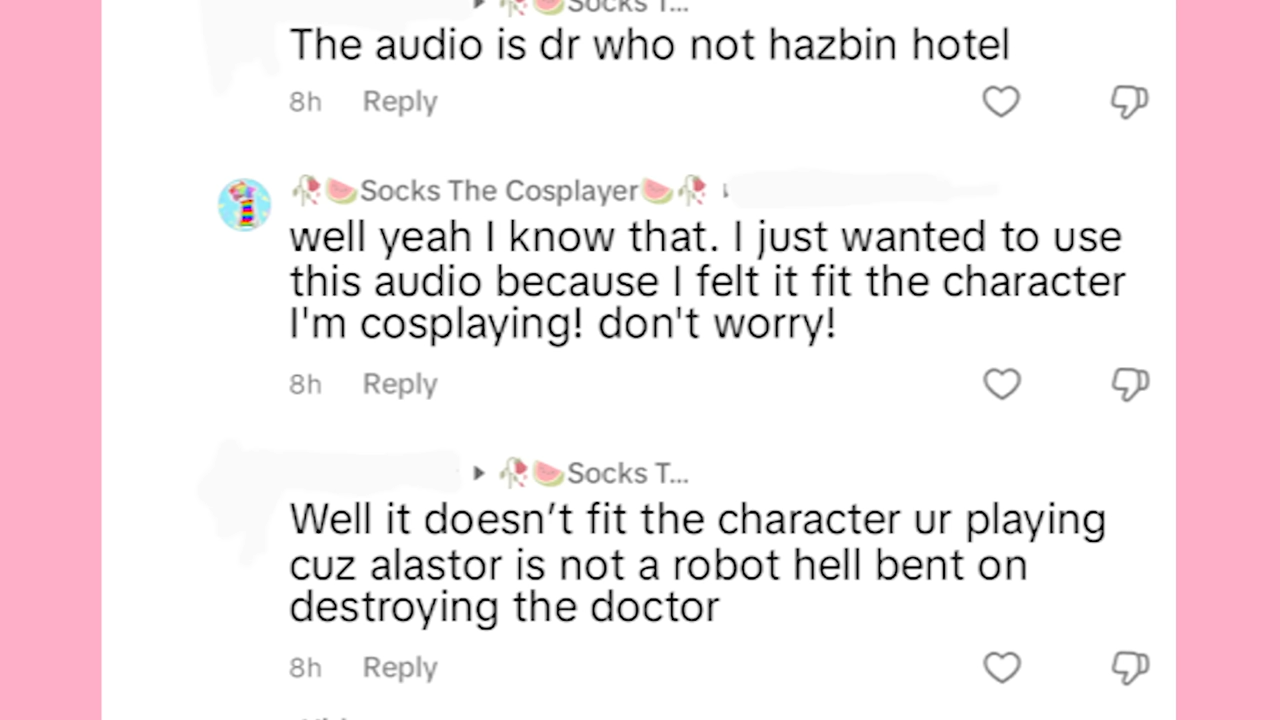 Socks T...
The audio is dr who not hazbin hotel
8h Reply
🥀🍉Socks The Cosplayer🍉🥀
well yeah I know that. I just wanted to use
this audio because I felt it fit the character
I'm cosplaying! don't worry!
8h Reply
🥀🍉Socks T...
Well it doesn’t fit the character ur playing
cuz alastor is not a robot hell bent on
destroying the doctor
8h Reply